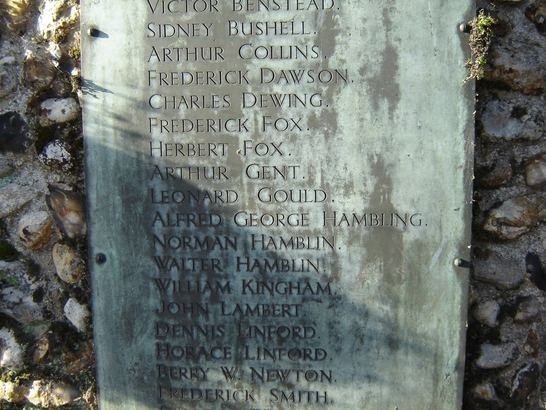 VICTOR BENSTEAD.
SIDNEY BUSHELL.
ARTHUR COLLINS.
FREDERICK DAWSON.
CHARLES DEWING.
FREDERICK FOX.
HERBERT FOX.
ARTHUR GENT.
LEONARD GOULD.
ALFRED GEORGE HAMBLING.
NORMAN HAMBLIN.
WALTER HAMBLIN.
WILLIAM KINGHAM.
JOHN LAMBERT.
DENNIS LINFORD.
HORACE LINFORD.
BERRY W. NEWTON.
FREDERICK SMITH.